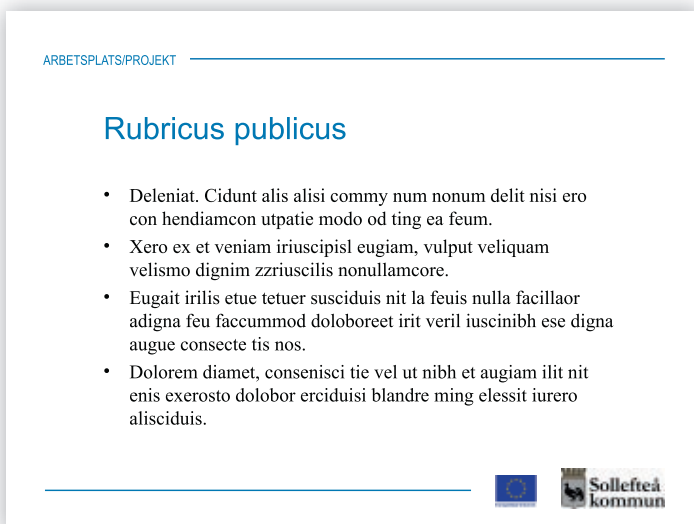 ARBETSPLATS/PROJEKT
Rubricus publicus
• Deleniat. Cidunt alis alisi commy num nonum delit nisi ero
con hendiamcon utpatie modo od ting ea feum.
• Xero ex et veniam iriuscipisl eugiam, vulput veliquam
velismo dignim zzriuscilis nonullamcore.
• Eugait irilis etue tetuer susciduis nit la feuis nulla facillaor
adigna feu faccummod doloboreet irit veril iuscinibh ese digna
augue consecte tis nos.
• Dolorem diamet, consenisci tie vel ut nibh et augiam ilit nit
enis exerosto dolobor erciduisi blandre ming elessit iurero
alisciduis.
Sollefteå
kommun